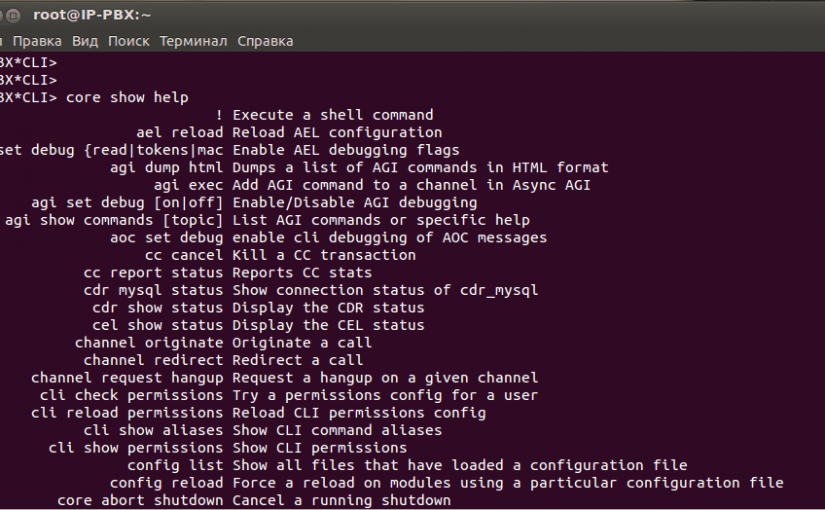 root@IP-PBX:~
Правка Вид Поиск Терминал Справка
BX*CLI>
BX*CLI>
BX*CLI> core show help
! Execute a shell command
ael reload Reload AEL configuration
set debug {read|tokens|mac Enable AEL debugging flags
agi dump html Dumps a list of AGI commands in HTML format
agi exec Add AGI command to a channel in Async AGI
agi set debug [on|off] Enable/Disable AGI debugging
agi show commands [topic] List AGI commands or specific help
aoc set debug enable cli debugging of AOC messages
cc cancel Kill a CC transaction
cc report status Reports CC stats
cdr mysql status Show connection status of cdr_mysql
cdr show status Display the CDR status
cel show status Display the CEL status
channel originate Originate a call
channel redirect Redirect a call
channel request hangup Request a hangup on a given channel
cli check permissions Try a permissions config for a user
cli reload permissions Reload CLI permissions config
cli show aliases Show CLI command aliases
cli show permissions Show CLI permissions
config list Show all files that have loaded a configuration file
config reload Force a reload on modules using a particular configuration file
core abort shutdown Cancel a running shutdown